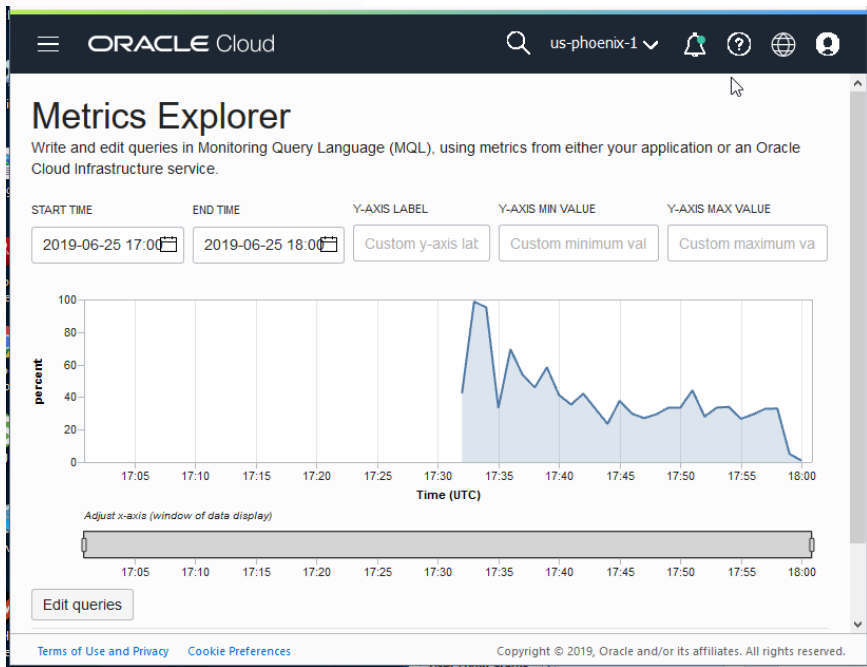 ORACLE Cloud
us-phoenix-1
Metrics Explorer
Write and edit queries in Monitoring Query Language (MQL), using metrics from either your application or an Oracle
Cloud Infrastructure service.
START TIME END TIME Y-AXIS LABEL Y-AXIS MIN VALUE Y-AXIS MAX VALUE
2019-06-25 17:00 2019-06-25 18:00 Custom y-axis lab Custom minimum val Custom maximum va
100
80
60
40
20
0
percent
17:05 17:10 17:15 17:20 17:25 17:30 17:35 17:40 17:45 17:50 17:55 18:00
Time (UTC)
Adjust x-axis (window of data display)
17:05 17:10 17:15 17:20 17:25 17:30 17:35 17:40 17:45 17:50 17:55 18:00
Edit queries
Terms of Use and Privacy Cookie Preferences Copyright © 2019, Oracle and/or its affiliates. All rights reserved.